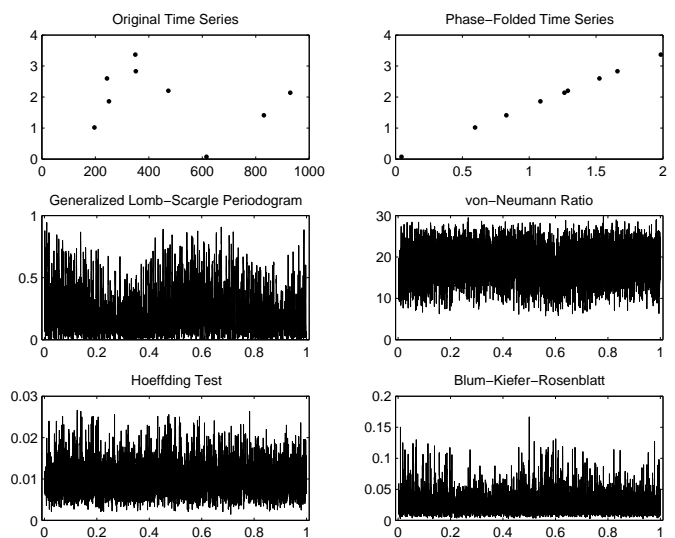 Original Time Series
4
3
2
1
0
0 200 400 600 800 1000
Phase−Folded Time Series
4
3
2
1
0
0 0.5 1 1.5 2
Generalized Lomb−Scargle Periodogram
1
0.5
0
0 0.2 0.4 0.6 0.8 1
von−Neumann Ratio
30
20
10
0
0 0.2 0.4 0.6 0.8 1
Hoeffding Test
0.03
0.02
0.01
0
0 0.2 0.4 0.6 0.8 1
Blum−Kiefer−Rosenblatt
0.2
0.15
0.1
0.05
0
0 0.2 0.4 0.6 0.8 1